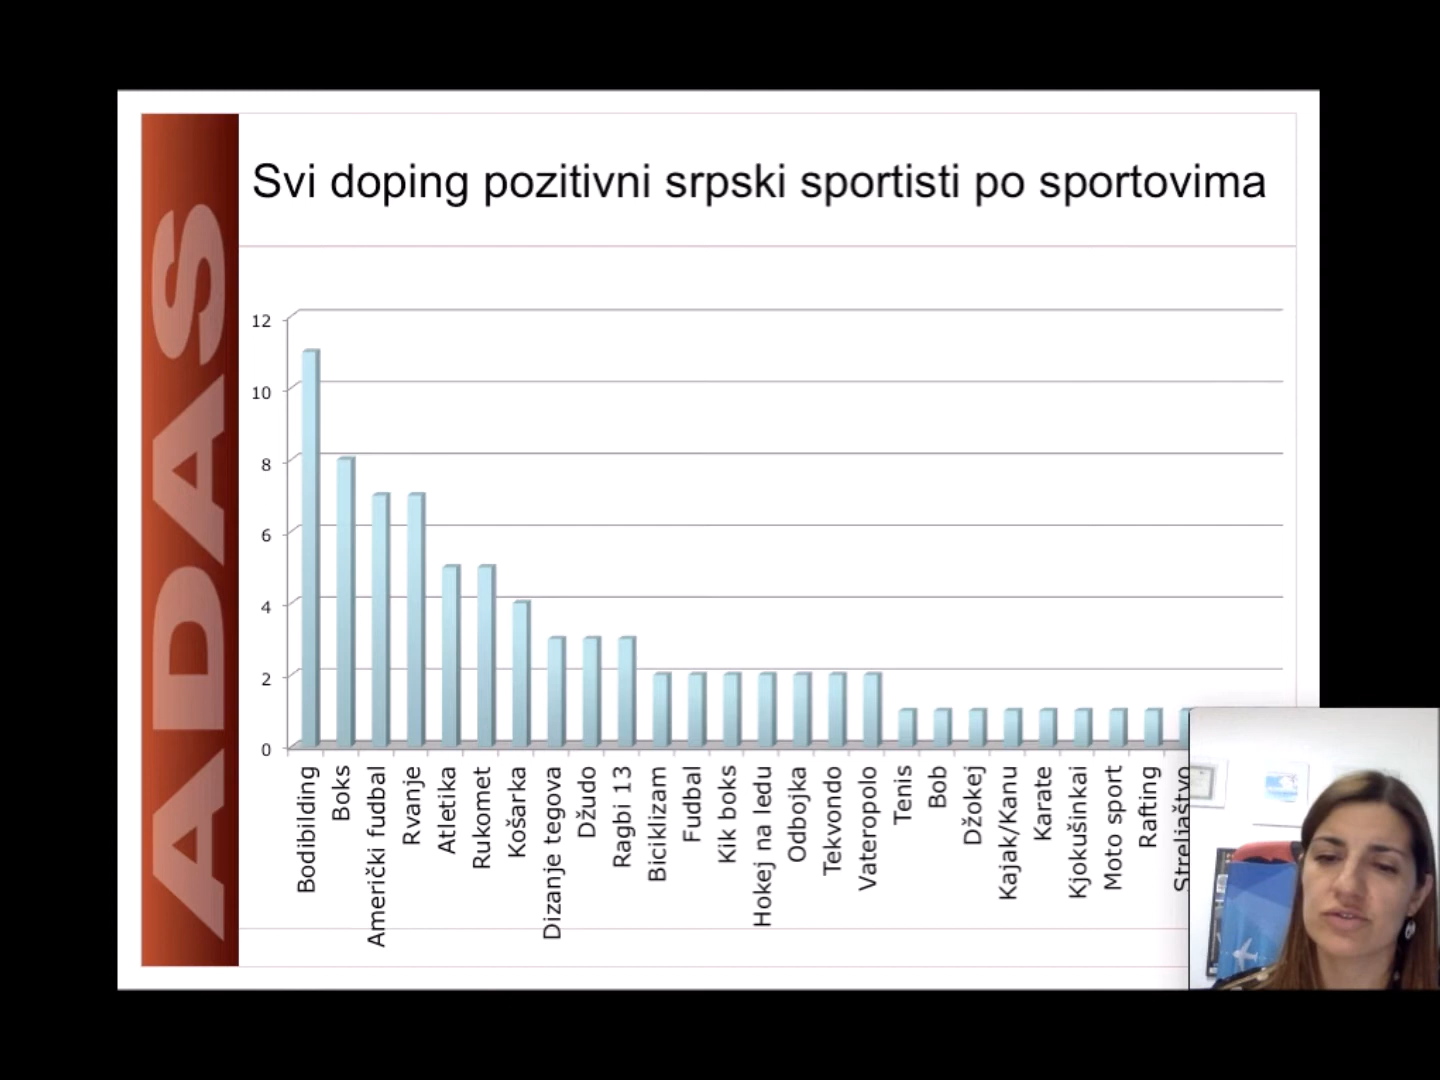 Svi doping pozitivni srpski sportisti po sportovima
ADAS
12
10
8
6
4
2
0
Bodibilding
Boks
Američki fudbal
Rvanje
Atletika
Rukomet
Košarka
Dizanje tegova
Džudo
Ragbi 13
Biciklizam
Fudbal
Kik boks
Hokej na ledu
Odbojka
Tekvondo
Vateropolo
Tenis
Bob
Džokej
Kajak/Kanu
Karate
Kjokušinkai
Moto sport
Rafting
Streljaštvo